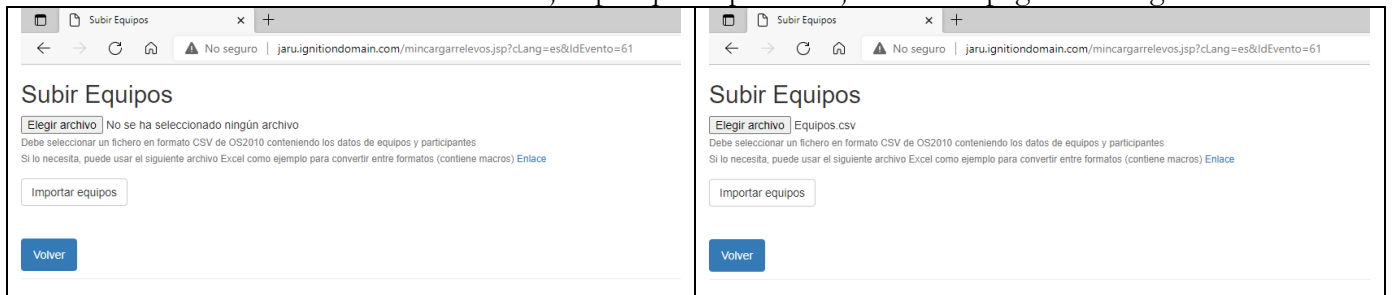 Subir Equipos
No seguro | jaru.ignitiondomain.com/mincargarrelevos.jsp?cLang=es&IdEvento=61
Subir Equipos
Elegir archivo No se ha seleccionado ningún archivo
Debe seleccionar un fichero en formato CSV de OS2010 conteniendo los datos de equipos y participantes
Si lo necesita, puede usar el siguiente archivo Excel como ejemplo para convertir entre formatos (contiene macros) Enlace
Importar equipos
Volver
Subir Equipos
No seguro | jaru.ignitiondomain.com/mincargarrelevos.jsp?cLang=es&IdEvento=61
Subir Equipos
Elegir archivo Equipos.csv
Debe seleccionar un fichero en formato CSV de OS2010 conteniendo los datos de equipos y participantes
Si lo necesita, puede usar el siguiente archivo Excel como ejemplo para convertir entre formatos (contiene macros) Enlace
Importar equipos
Volver